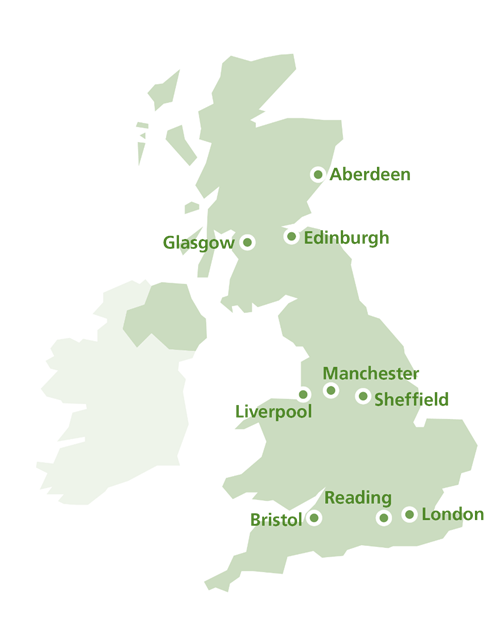 Aberdeen
Glasgow
Edinburgh
Manchester
Sheffield
Liverpool
Reading
Bristol
London